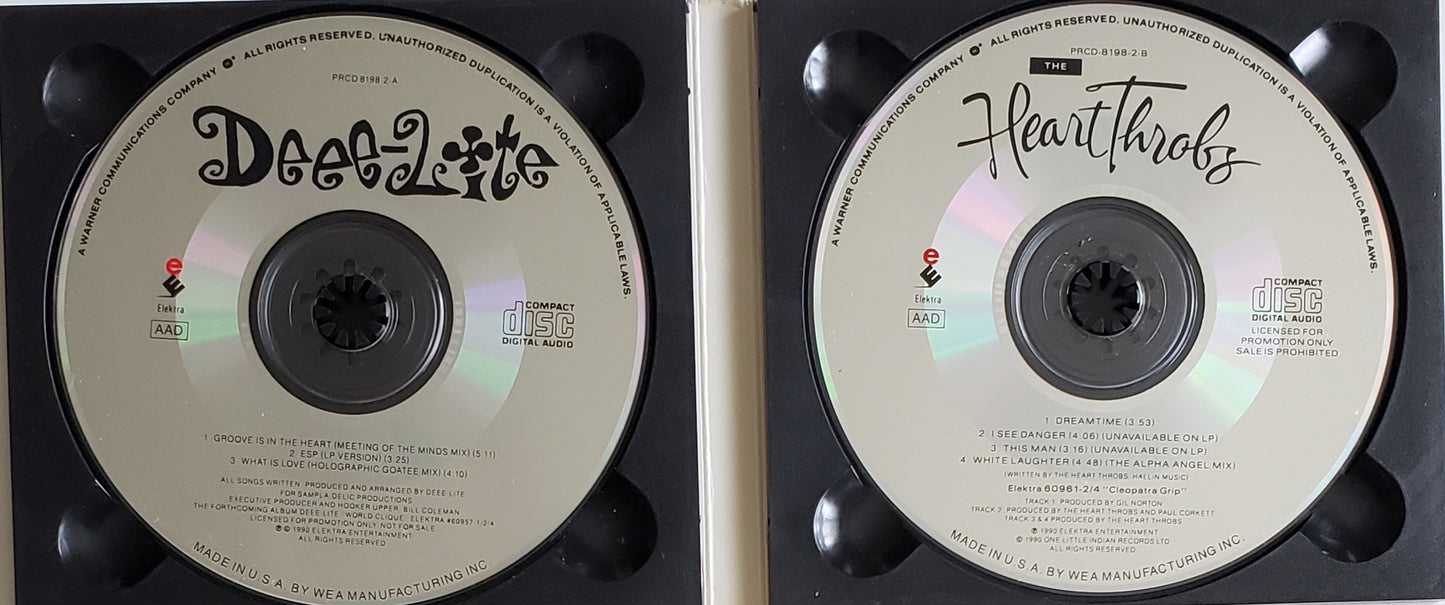 A WARNER COMMUNICATIONS COMPANY ALL RIGHTS RESERVED. UNAUTHORIZED DUPLICATION IS A VIOLATION OF APPLICABLE LAWS.
PRCD 8198-2-A
Deee-Lite
Elektra
AAD
COMPACT
disc
DIGITAL AUDIO
1 GROOVE IS IN THE HEART (MEETING OF THE MINDS MIX) (5:11)
2 ESP (LP VERSION) (3:25)
3 WHAT IS LOVE (HOLOGRAPHIC GOATEE MIX) (4:10)
ALL SONGS WRITTEN, PRODUCED AND ARRANGED BY DEEE LITE
FOR SAMPLA DELIC PRODUCTIONS
EXECUTIVE PRODUCER AND HOOKER UPPER: BILL COLEMAN
THE FORTHCOMING ALBUM DEEE LITE WORLD CLIQUE ELEKTRA #60957-1/2/4
LICENSED FOR PROMOTION ONLY. NOT FOR SALE
℗ © 1990 ELEKTRA ENTERTAINMENT
ALL RIGHTS RESERVED
MADE IN U.S.A. BY WEA MANUFACTURING INC.
A WARNER COMMUNICATIONS COMPANY ALL RIGHTS RESERVED. UNAUTHORIZED DUPLICATION IS A VIOLATION OF APPLICABLE LAWS.
PRCD-8198-2-B
THE
Heart Throbs
Elektra
AAD
COMPACT
disc
DIGITAL AUDIO
LICENSED FOR
PROMOTION ONLY
SALE IS PROHIBITED.
1 DREAMTIME (3:53)
2 I SEE DANGER (4:06) (UNAVAILABLE ON LP)
3 THIS MAN (3:16) (UNAVAILABLE ON LP)
4 WHITE LAUGHTER (4:48) (THE ALPHA ANGEL MIX)
(WRITTEN BY THE HEART THROBS: HALLIN MUSIC)
Elektra 60961-2/4 "Cleopatra Grip"
TRACK 1: PRODUCED BY GIL NORTON
TRACK 2: PRODUCED BY THE HEART THROBS AND PAUL CORKETT
TRACK 3 & 4 PRODUCED BY THE HEART THROBS
℗ 1990 ELEKTRA ENTERTAINMENT
© 1990 ONE LITTLE INDIAN RECORDS LTD
ALL RIGHTS RESERVED
MADE IN U.S.A. BY WEA MANUFACTURING INC.